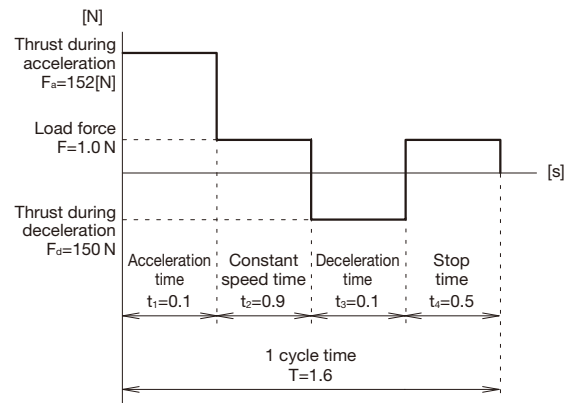 [N]
Thrust during
acceleration
Fa=152[N]
Load force
F=1.0 N
[s]
Thrust during
deceleration
Fd=150 N
Acceleration
time
t1=0.1
Constant
speed time
t2=0.9
Deceleration
time
t3=0.1
Stop
time
t4=0.5
1 cycle time
T=1.6